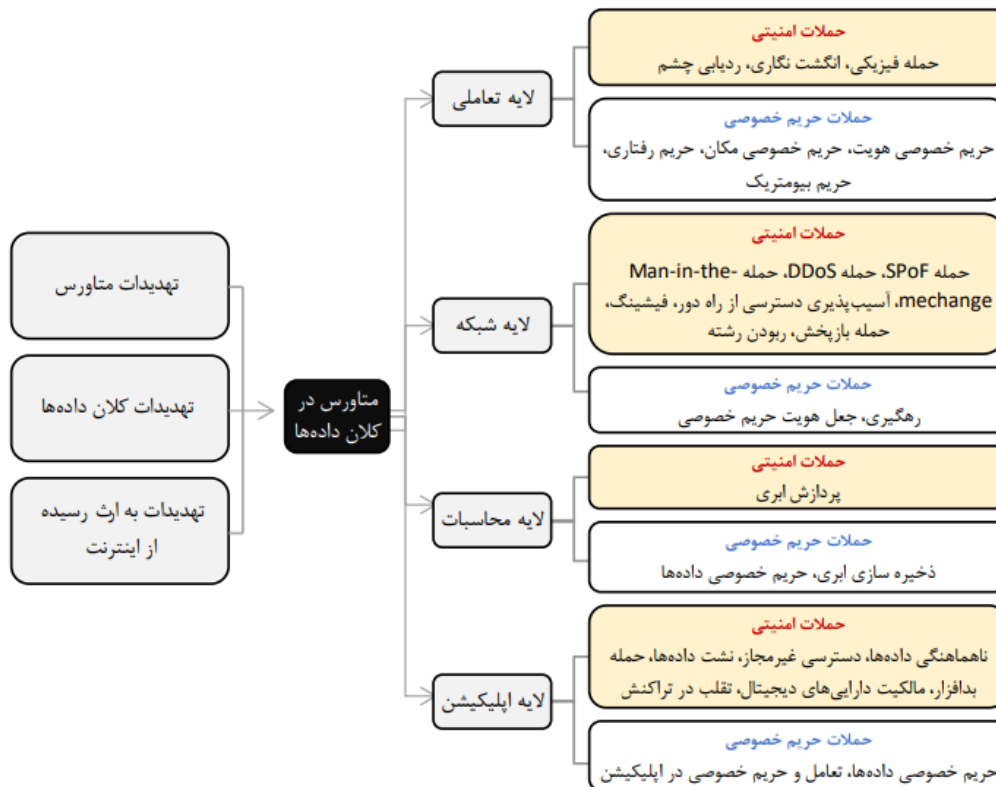 تهدیدات متاورس
تهدیدات کلان داده‌ها
تهدیدات به ارث رسیده
از اینترنت
متاورس در
کلان داده‌ها
لایه تعاملی
حملات امنیتی
حمله فیزیکی، انگشت نگاری، ردیابی چشم
حملات حریم خصوصی
حریم خصوصی هویت، حریم خصوصی مکان، حریم رفتاری،
حریم بیومتریک
لایه شبکه
حملات امنیتی
حمله SPoF، حمله DDoS، حمله Man-in-the-
mechange، آسیب‌پذیری دسترسی از راه دور، فیشینگ،
حمله بازپخش، ربودن رشته
حملات حریم خصوصی
رهگیری، جعل هویت حریم خصوصی
لایه محاسبات
حملات امنیتی
پردازش ابری
حملات حریم خصوصی
ذخیره سازی ابری، حریم خصوصی داده‌ها
لایه اپلیکیشن
حملات امنیتی
ناهماهنگی داده‌ها، دسترسی غیرمجاز، نشت داده‌ها، حمله
بدافزار، مالکیت دارایی‌های دیجیتال، تقلب در تراکنش
حملات حریم خصوصی
حریم خصوصی داده‌ها، تعامل و حریم خصوصی در اپلیکیشن